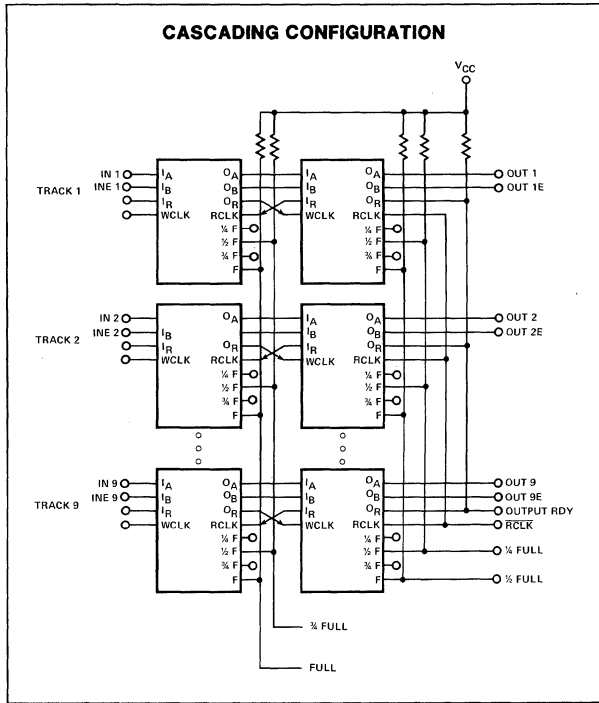 CASCADING CONFIGURATION
VCC
IN 1 IA OA IA OA OUT 1
TRACK 1 INE 1 IB OB IB OB OUT 1E
IR OR IR OR
WCLK RCLK WCLK RCLK
¼ F ¼ F
½ F ½ F
¾ F ¾ F
F F
IN 2 OA IA OA OUT 2
TRACK 2 INE 2 IB OB IB OB OUT 2E
IR OR IR OR
WCLK RCLK WCLK RCLK
¼ F ¼ F
½ F ½ F
¾ F ¾ F
F F
IN 9 IA OA IA OA OUT 9
TRACK 9 INE 9 IB OB IB OB OUT 9E
IR OR IR OR OUTPUT RDY
WCLK RCLK WCLK RCLK RCLK
¼ F ¼ F
½ F ½ F ¼ FULL
¾ F ¾ F
F F ½ FULL
¾ FULL
FULL